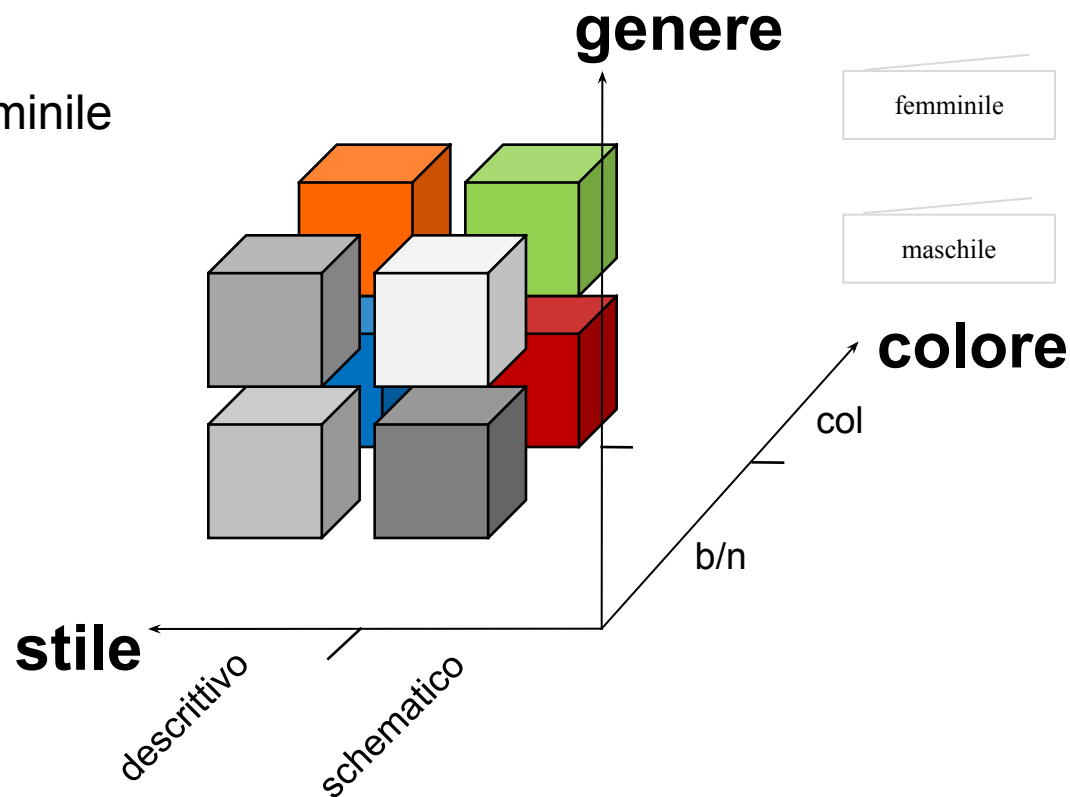 genere
femminile
minile
maschile
colore
col
b/n
stile
descrittivo
schematico